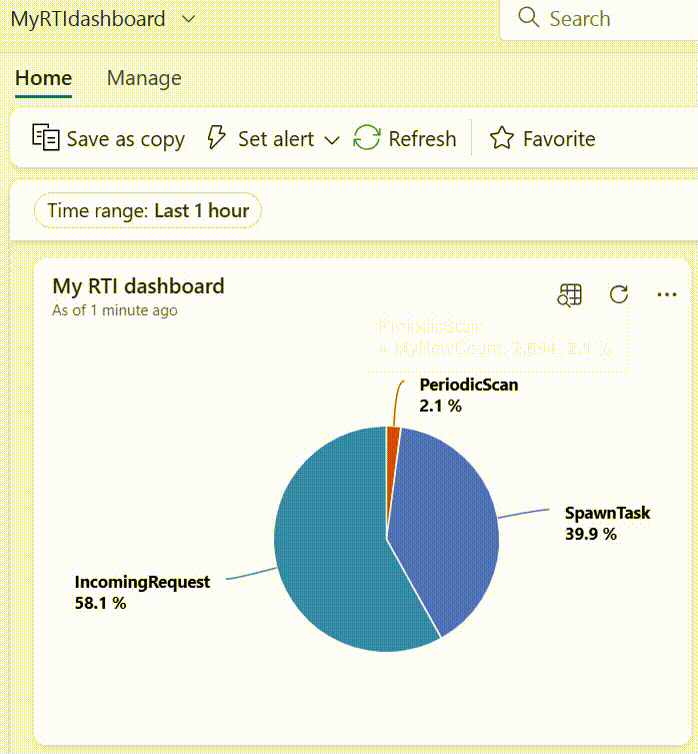 MyRTIdashboard
Search
Home
Manage
Save as copy
Set alert
Refresh
Favorite
Time range: Last 1 hour
My RTI dashboard
As of 1 minute ago
PeriodicScan
MyNewCount: 2,694, 2.1 %
PeriodicScan
2.1 %
SpawnTask
39.9 %
IncomingRequest
58.1 %